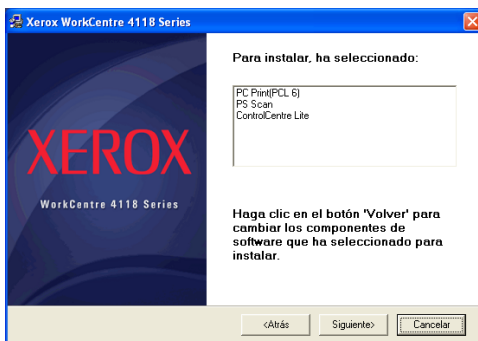 Xerox WorkCentre 4118 Series
Para instalar, ha seleccionado:
PC Print(PCL 6)
PS Scan
ControlCentre Lite
XEROX
WorkCentre 4118 Series
Haga clic en el botón 'Volver' para
cambiar los componentes de
software que ha seleccionado para
instalar.
<Atrás
Siguiente>
Cancelar